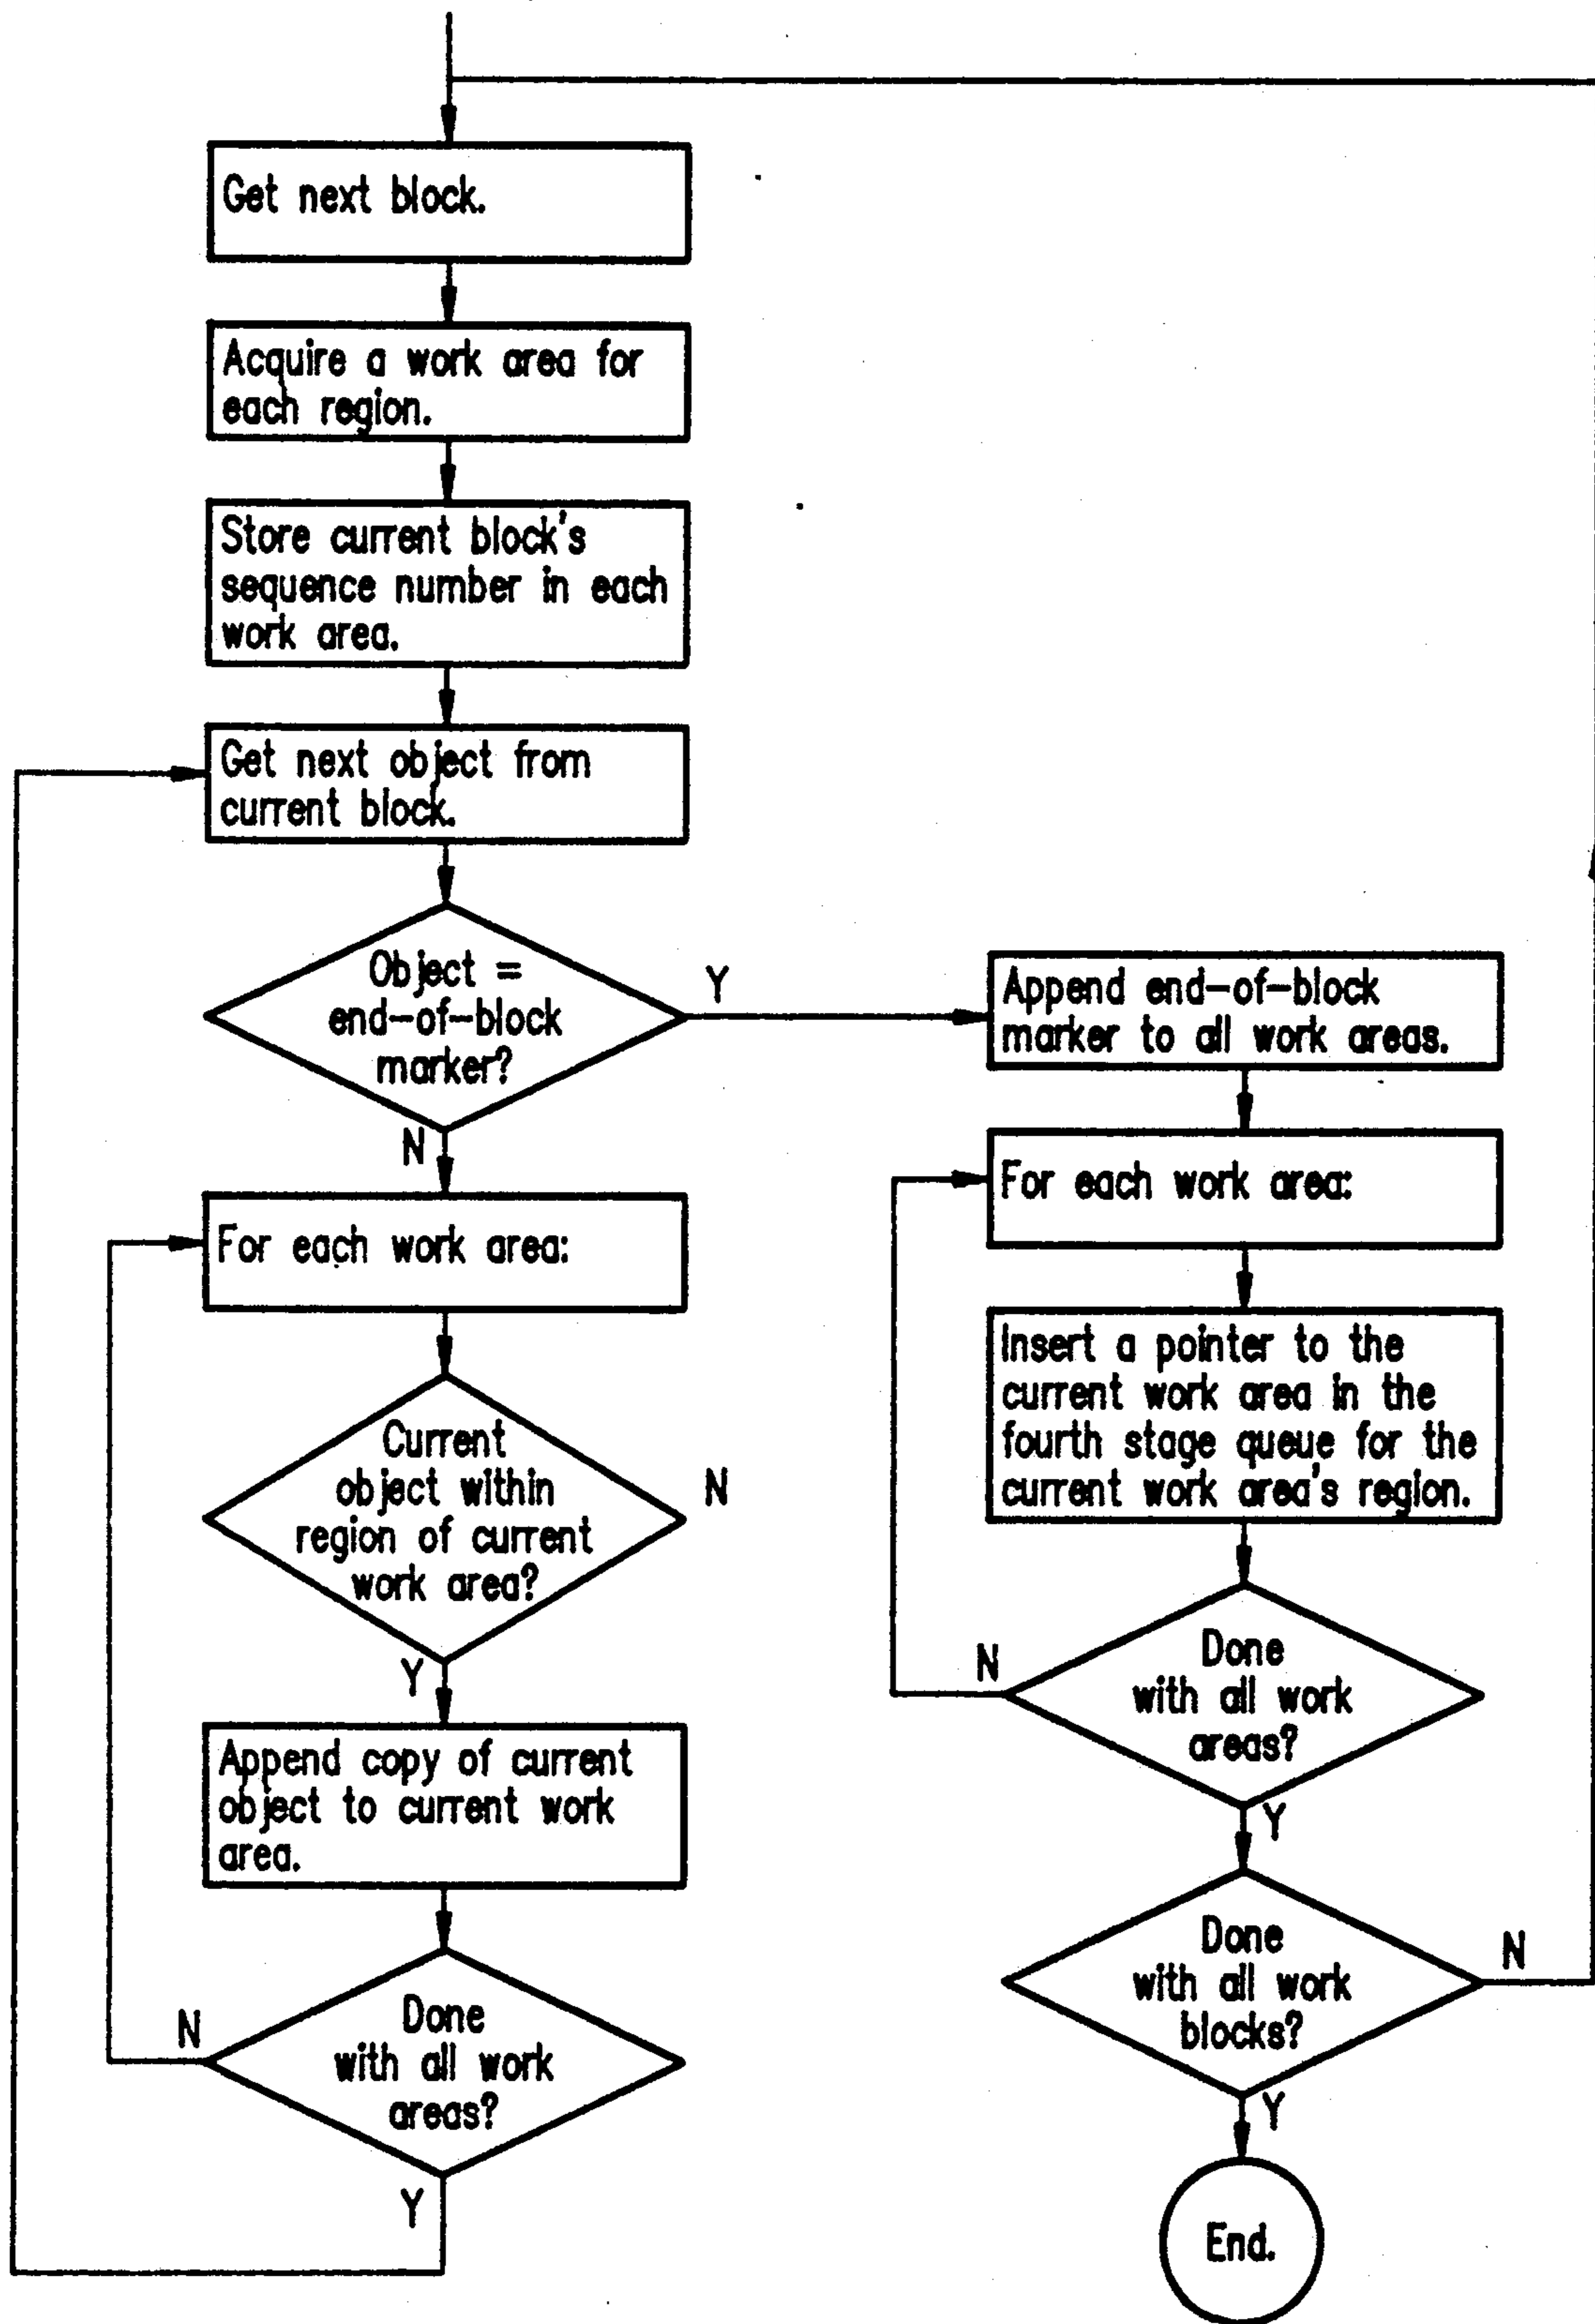 Get next block.
Acquire a work area for
each region.
Store current block's
sequence number in each
work area.
Get next object from
current block.
Object =
end-of-block
marker?
Y
N
For each work area:
Current
object within
region of current
work area?
N
Y
Append copy of current
object to current work
area.
Done
with all work
areas?
N
Y
Append end-of-block
marker to all work areas.
For each work area:
Insert a pointer to the
current work area in the
fourth stage queue for the
current work area's region.
Done
with all work
areas?
N
Y
Done
with all work
blocks?
N
Y
End.